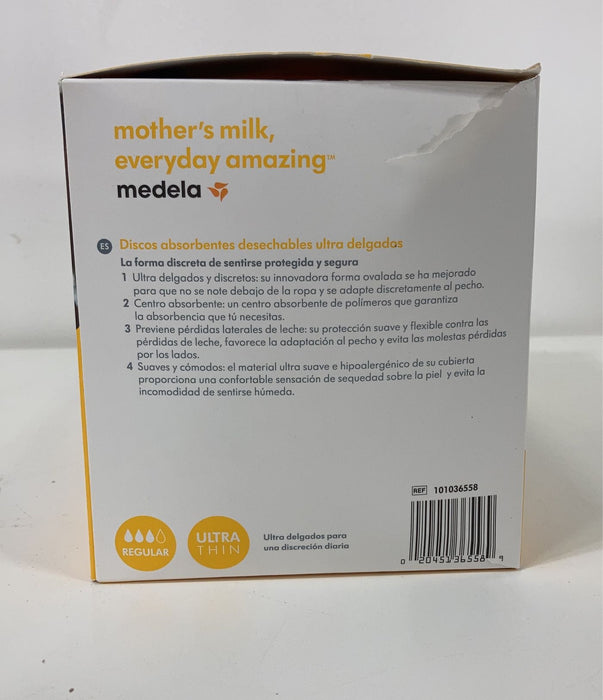 mother's milk,
everyday amazing™
medela
ES Discos absorbentes desechables ultra delgados
La forma discreta de sentirse protegida y segura
1 Ultra delgados y discretos: su innovadora forma ovalada se ha mejorado
para que no se note debajo de la ropa y se adapte discretamente al pecho.
2 Centro absorbente: un centro absorbente de polímeros que garantiza
la absorbencia que tú necesitas.
3 Previene pérdidas laterales de leche: su protección suave y flexible contra las
pérdidas de leche, favorece la adaptación al pecho y evita las molestas pérdidas
por los lados.
4 Suaves y cómodos: el material ultra suave e hipoalergénico de su cubierta
proporciona una confortable sensación de sequedad sobre la piel y evita la
incomodidad de sentirse húmeda.
REF 101036558
REGULAR
ULTRA
THIN
Ultra delgados para
una discreción diaria
0 20451 36558 9